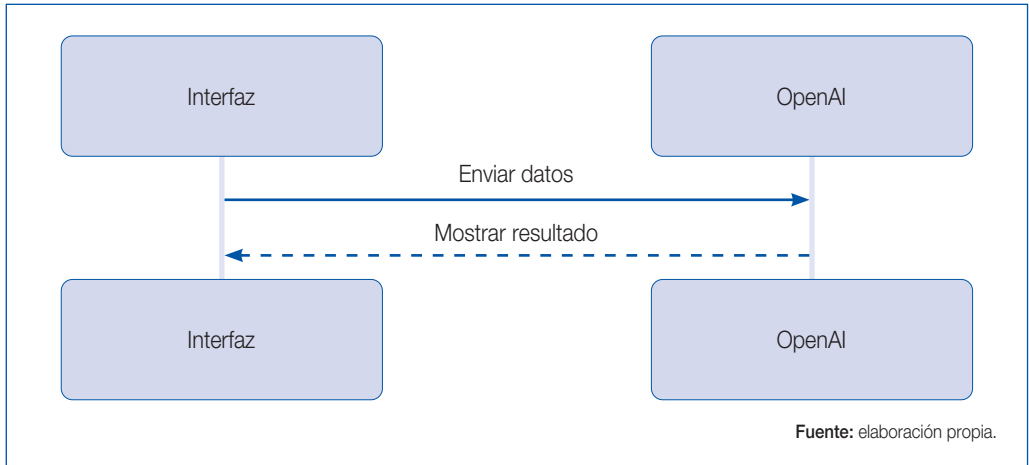 Interfaz
OpenAI
Enviar datos
Mostrar resultado
Interfaz
OpenAI
Fuente: elaboración propia.